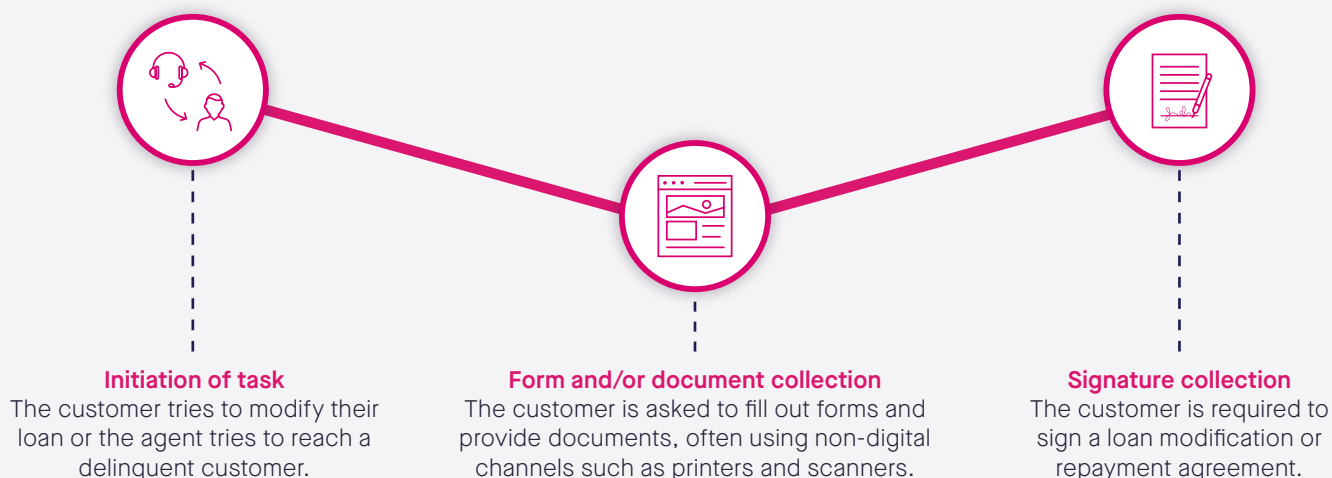 Initiation of task
The customer tries to modify their
loan or the agent tries to reach a
delinquent customer.
Form and/or document collection
The customer is asked to fill out forms and
provide documents, often using non-digital
channels such as printers and scanners.
Signature collection
The customer is required to
sign a loan modification or
repayment agreement.